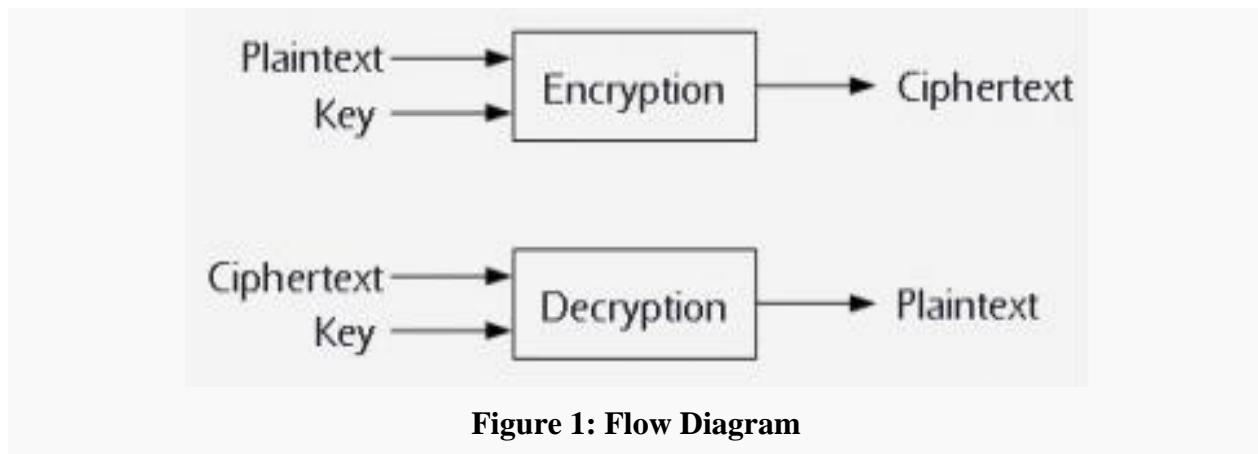 Plaintext
Key
Encryption
Ciphertext
Ciphertext
Key
Decryption
Plaintext
Figure 1: Flow Diagram